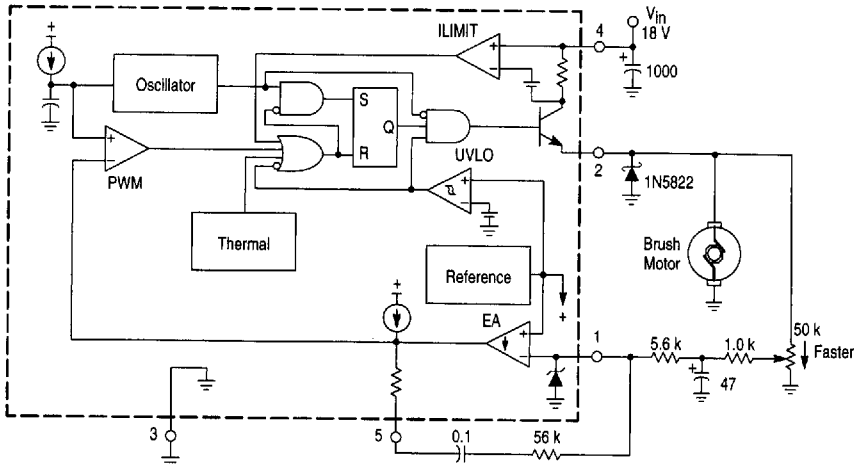 ILIMIT
4
Vin
18 V
+
1000
+
Oscillator
+
−
S
Q
R
+
−
PWM
UVLO
2
1N5822
+
−
Thermal
Brush
Motor
Reference
+
+
EA
+
−
1
5.6 k
1.0 k
50 k
Faster
+
47
3
5
0.1
56 k